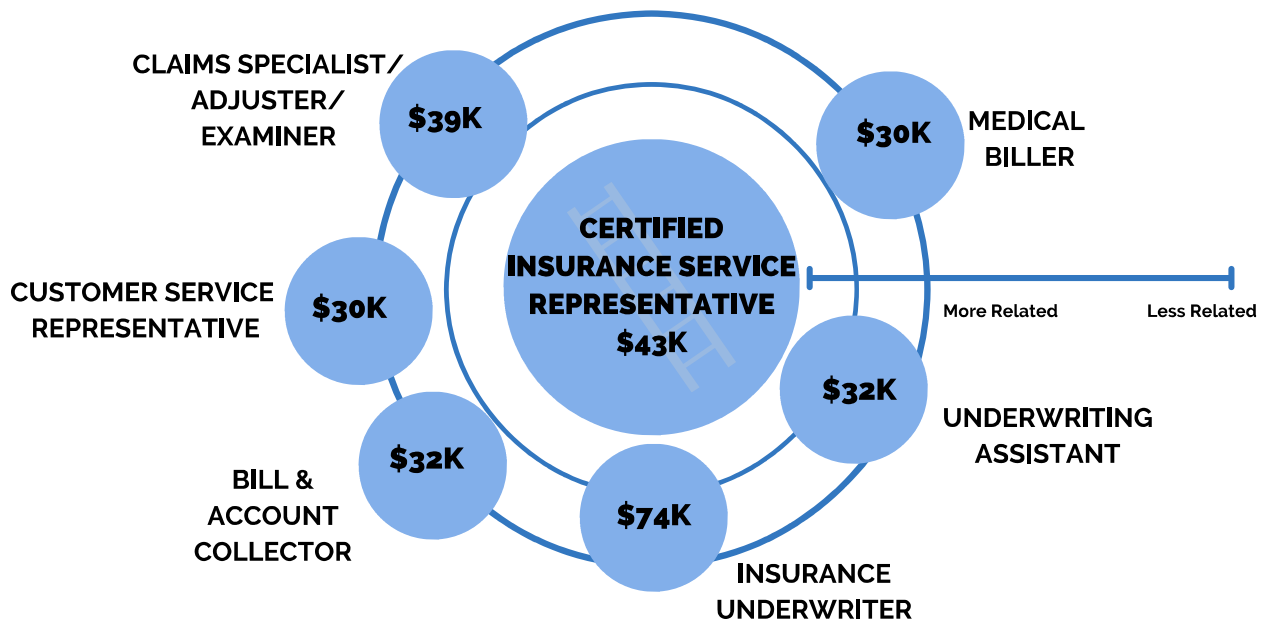 CLAIMS SPECIALIST/
ADJUSTER/
EXAMINER
$39K
$30K
MEDICAL
BILLER
CERTIFIED
INSURANCE SERVICE
REPRESENTATIVE
$43K
CUSTOMER SERVICE
REPRESENTATIVE
$30K
More Related
Less Related
$32K
UNDERWRITING
ASSISTANT
$32K
BILL &
ACCOUNT
COLLECTOR
$74K
INSURANCE
UNDERWRITER